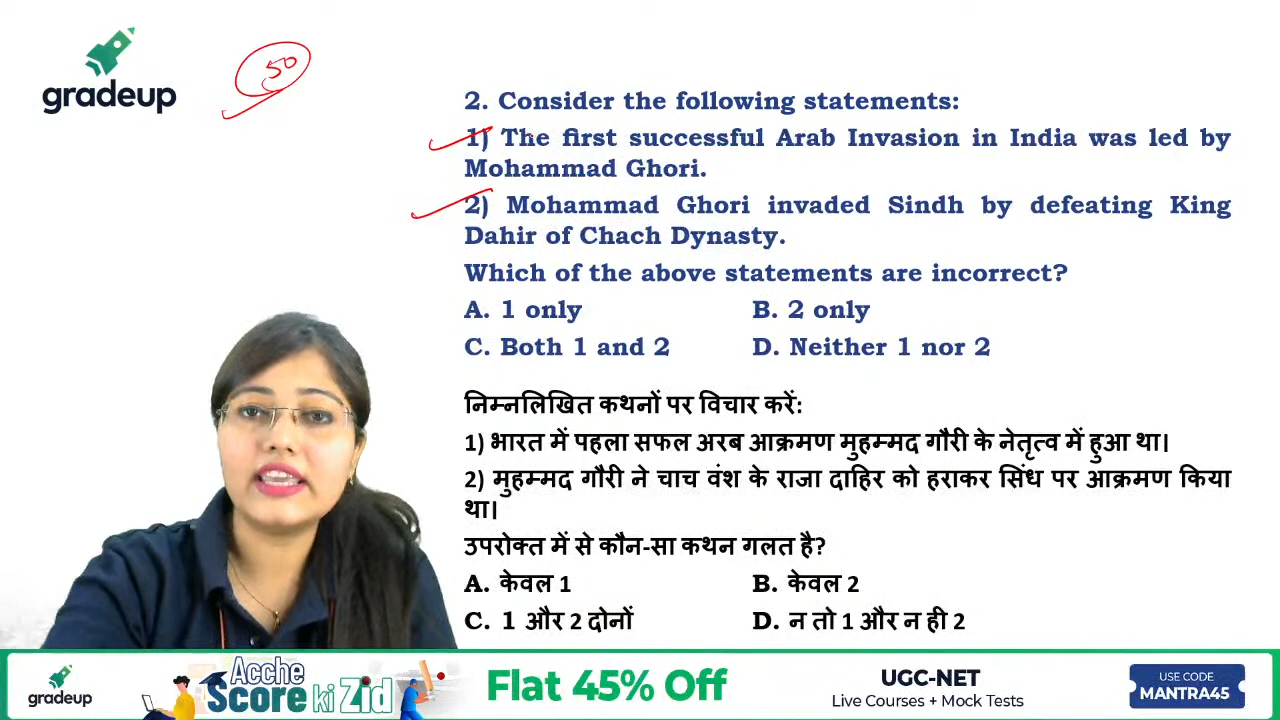 gradeup
50
2. Consider the following statements:
1) The first successful Arab Invasion in India was led by
Mohammad Ghori.
2) Mohammad Ghori invaded Sindh by defeating King
Dahir of Chach Dynasty.
Which of the above statements are incorrect?
A. 1 only B. 2 only
C. Both 1 and 2 D. Neither 1 nor 2
निम्नलिखित कथनों पर विचार करें:
1) भारत में पहला सफल अरब आक्रमण मुहम्मद गौरी के नेतृत्व में हुआ था।
2) मुहम्मद गौरी ने चाच वंश के राजा दाहिर को हराकर सिंध पर आक्रमण किया
था।
उपरोक्त में से कौन-सा कथन गलत है?
A. केवल 1 B. केवल 2
C. 1 और 2 दोनों D. न तो 1 और न ही 2
gradeup
Acche
Score ki Zid
Flat 45% Off
UGC-NET
Live Courses + Mock Tests
USE CODE
MANTRA45